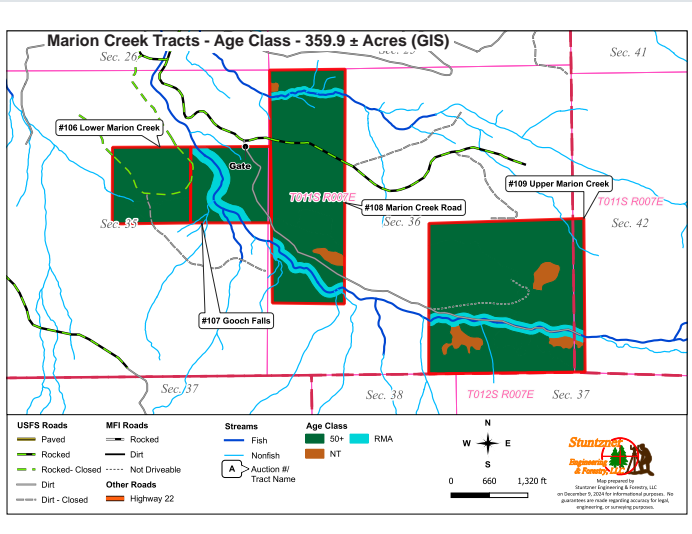 Marion Creek Tracts - Age Class - 359.9 ± Acres (GIS)
Sec. 26
Sec. 25
Sec. 41
#106 Lower Marion Creek
Gate
#109 Upper Marion Creek
T011S R007E
#108 Marion Creek Road
T011S R007E
Sec. 35
Sec. 36
Sec. 42
#107 Gooch Falls
Sec. 37
Sec. 38
T012S R007E
Sec. 37
USFS Roads
Paved
Rocked
Rocked- Closed
Dirt
Dirt - Closed
MFI Roads
Rocked
Dirt
Not Driveable
Other Roads
Highway 22
Streams
Fish
Nonfish
A
Auction #/
Tract Name
Age Class
50+
RMA
NT
N
W
E
S
0
660
1,320 ft
Stuntzner
Engineering
& Forestry, LLC
Map prepared by
Stuntzner Engineering & Forestry, LLC
on December 9, 2024 for informational purposes. No
guarantees are made regarding accuracy for legal,
engineering, or surveying purposes.